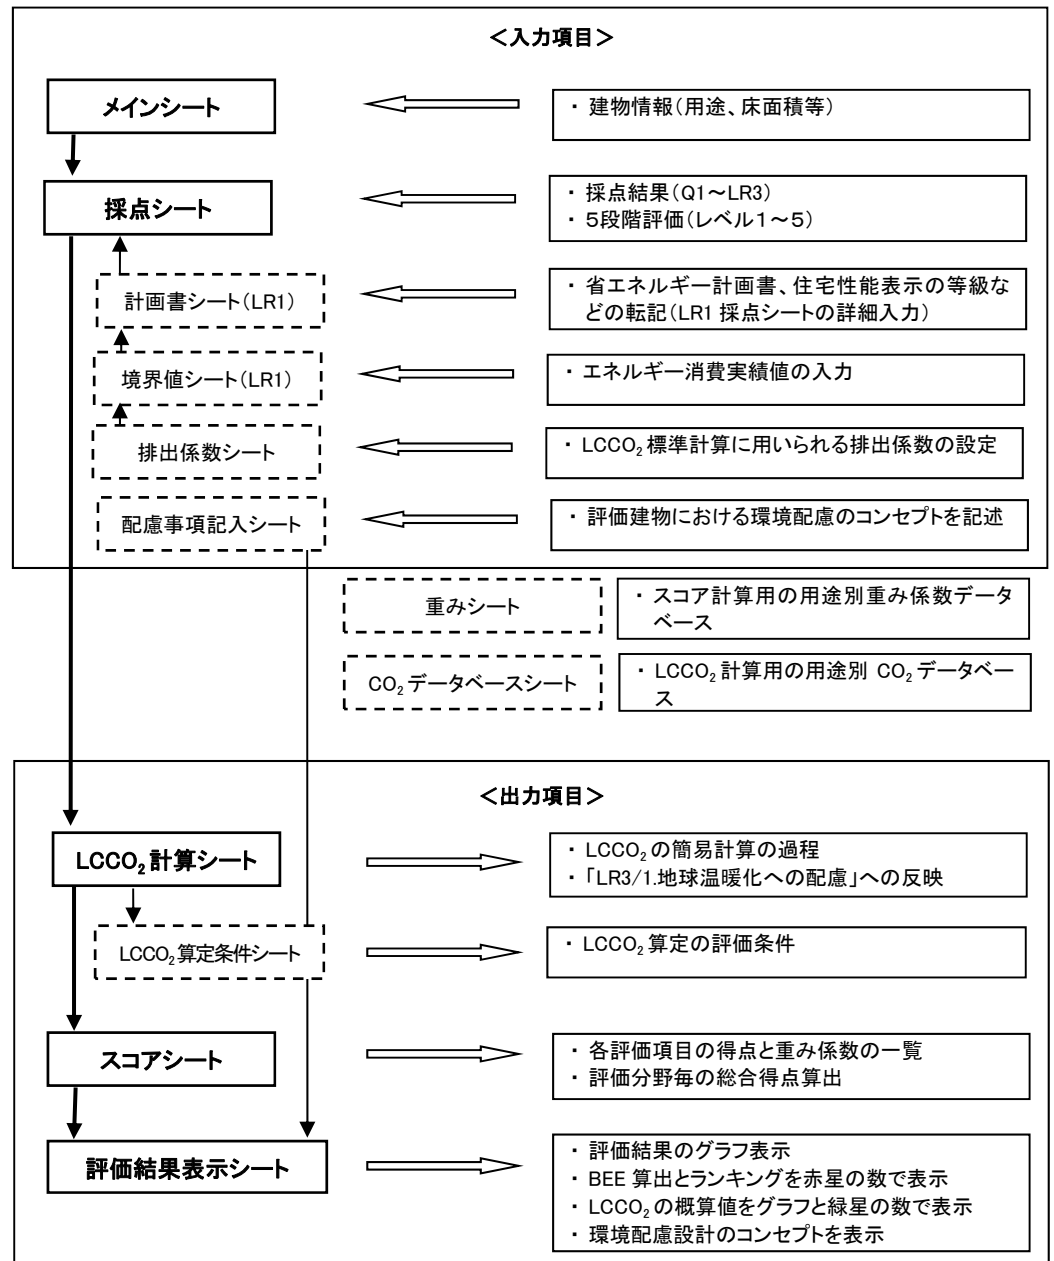 ＜入力項目＞
メインシート
・ 建物情報（用途、床面積等）
採点シート
・ 採点結果（Q1～LR3）
・ ５段階評価（レベル１～５）
計画書シート（LR1）
・ 省エネルギー計画書、住宅性能表示の等級な
どの転記（LR1 採点シートの詳細入力）
境界値シート（LR1）
・ エネルギー消費実績値の入力
排出係数シート
・ LCCO₂ 標準計算に用いられる排出係数の設定
配慮事項記入シート
・ 評価建物における環境配慮のコンセプトを記述
重みシート
・ スコア計算用の用途別重み係数データ
ベース
CO₂ データベースシート
・ LCCO₂ 計算用の用途別 CO₂ データベー
ス
＜出力項目＞
LCCO₂ 計算シート
・ LCCO₂ の簡易計算の過程
・ 「LR3/1.地球温暖化への配慮」への反映
LCCO₂ 算定条件シート
・ LCCO₂ 算定の評価条件
スコアシート
・ 各評価項目の得点と重み係数の一覧
・ 評価分野毎の総合得点算出
評価結果表示シート
・ 評価結果のグラフ表示
・ BEE 算出とランキングを赤星の数で表示
・ LCCO₂ の概算値をグラフと緑星の数で表示
・ 環境配慮設計のコンセプトを表示